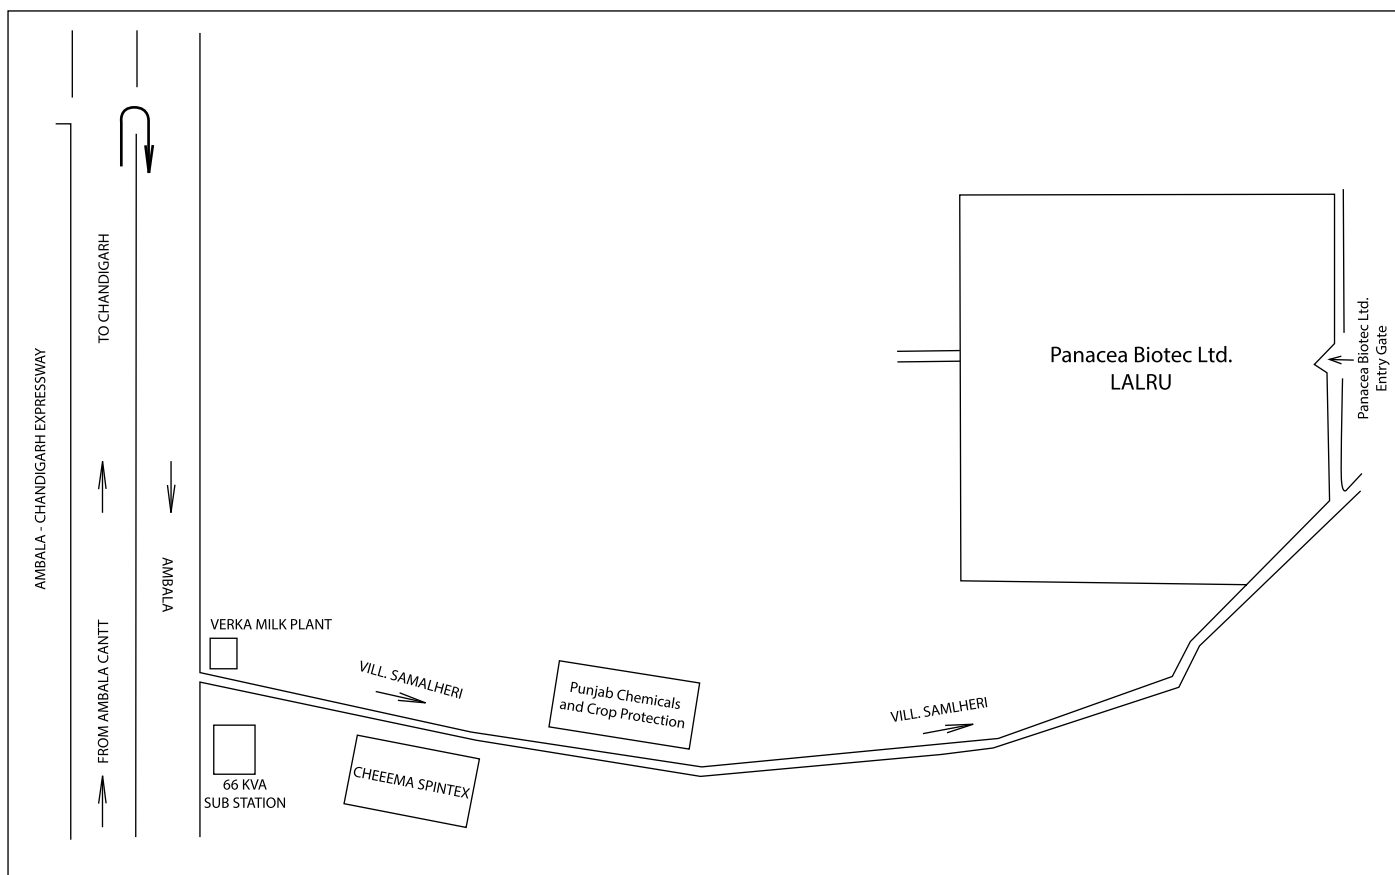 AMBALA - CHANDIGARH EXPRESSWAY
TO CHANDIGARH
FROM AMBALA CANTT
AMBALA
VERKA MILK PLANT
66 KVA
SUB STATION
VILL. SAMALHERI
CHEEEMA SPINTEX
Punjab Chemicals
and Crop Protection
VILL. SAMLHERI
Panacea Biotec Ltd.
LALRU
Panacea Biotec Ltd.
Entry Gate